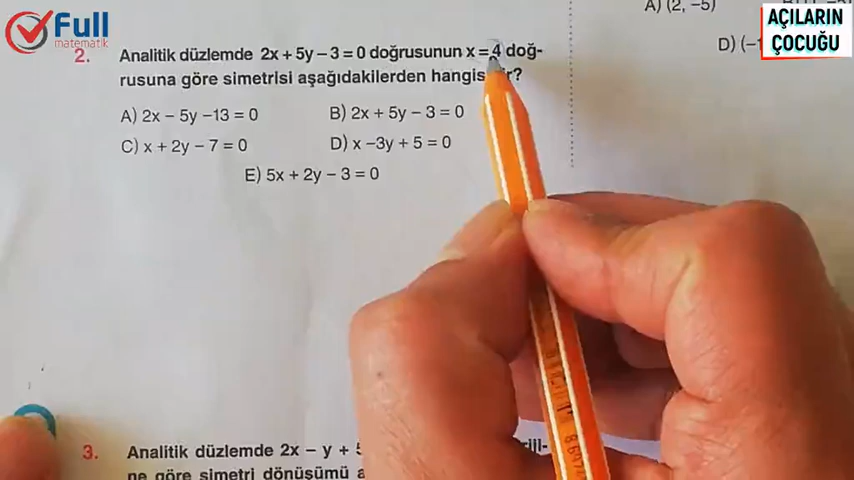 Full
matematik
A) (2, –5)
AÇILARIN
ÇOCUĞU
D) (–1
2. Analitik düzlemde 2x + 5y – 3 = 0 doğrusunun x = 4 doğ-
rusuna göre simetrisi aşağıdakilerden hangis r?
A) 2x – 5y –13 = 0 B) 2x + 5y – 3 = 0
C) x + 2y – 7 = 0 D) x –3y + 5 = 0
E) 5x + 2y – 3 = 0
3. Analitik düzlemde 2x – y +
ne göre simetri dönüşümü